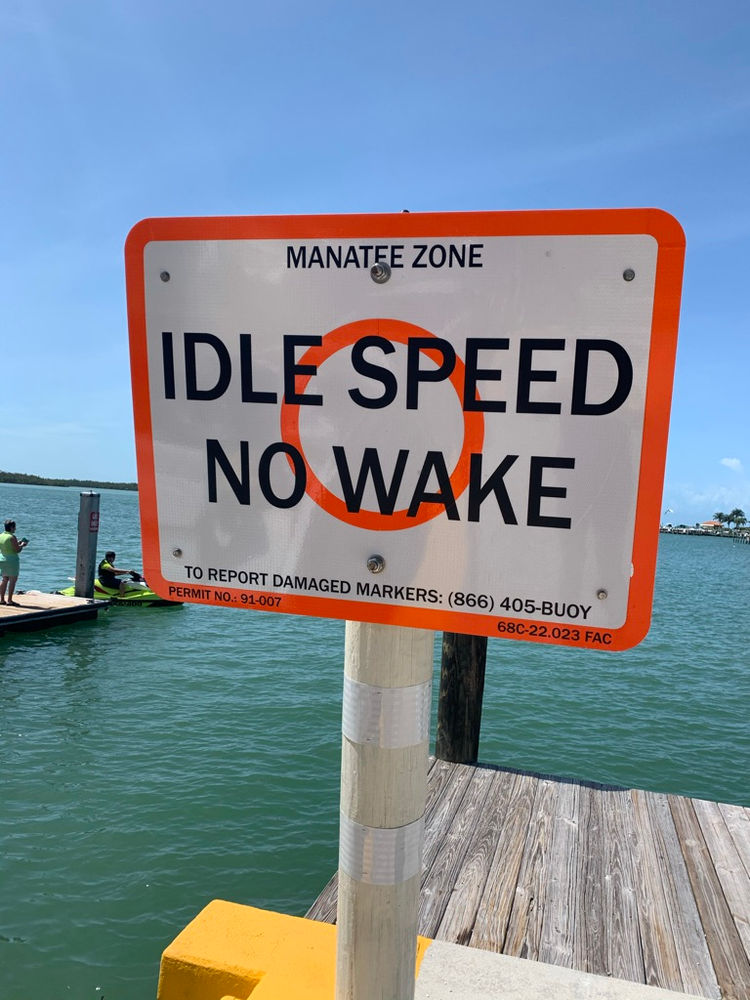 MANATEE ZONE
IDLE SPEED
NO WAKE
TO REPORT DAMAGED MARKERS: (866) 405-BUOY
PERMIT NO.: 91-007
68C-22.023 FAC